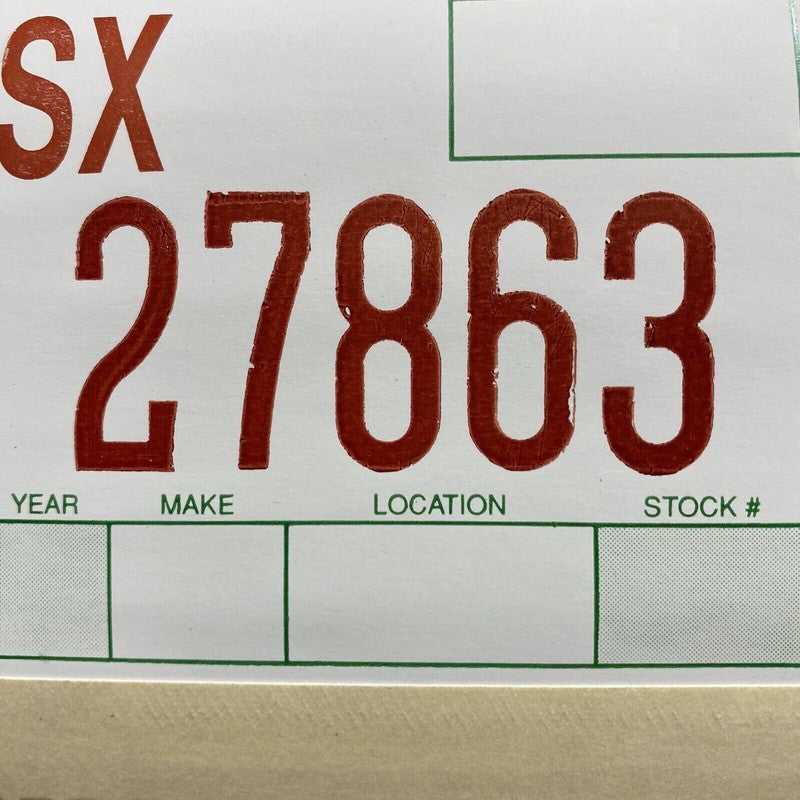 SX
27863
YEAR MAKE LOCATION STOCK #